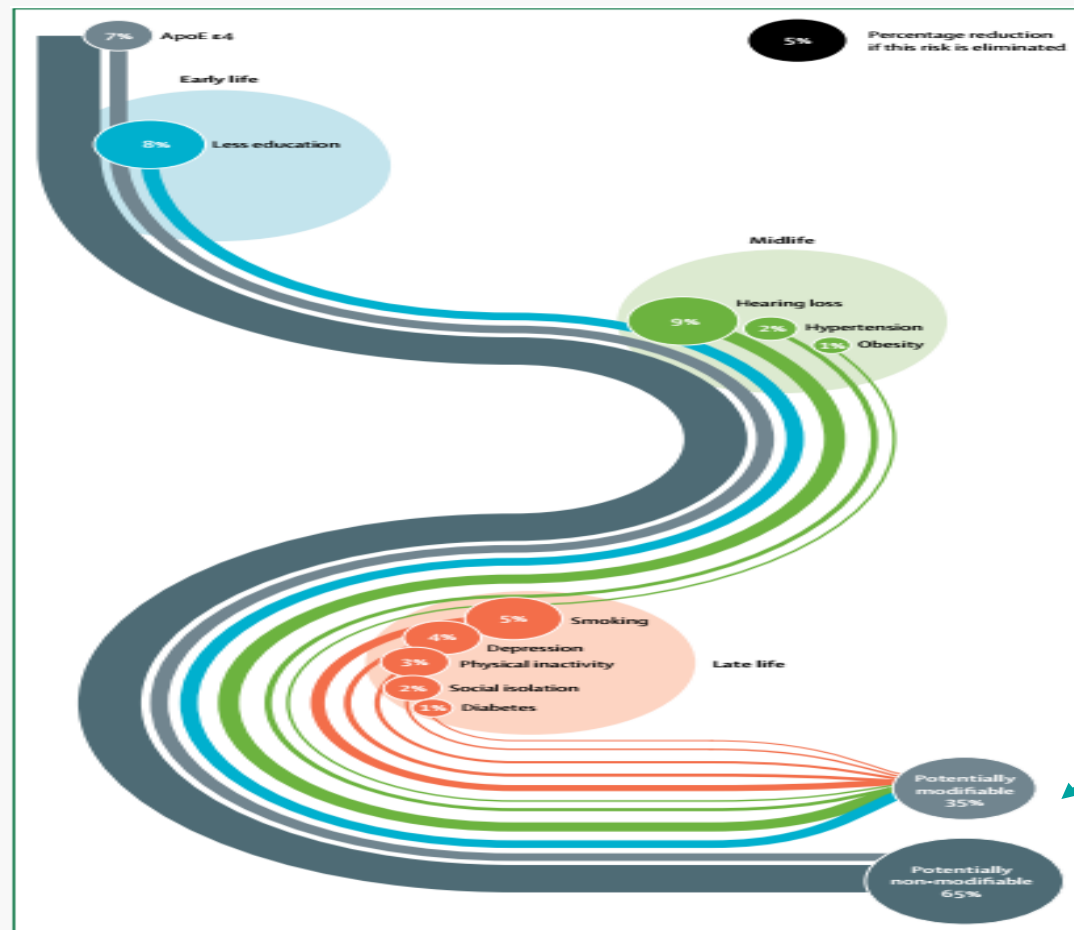 7% ApoE ε4
5% Percentage reduction
if this risk is eliminated
Early life
8% Less education
Midlife
Hearing loss
9%
2% Hypertension
1% Obesity
5% Smoking
4% Depression
3% Physical inactivity
Late life
2% Social isolation
1% Diabetes
Potentially
modifiable
35%
Potentially
non-modifiable
65%